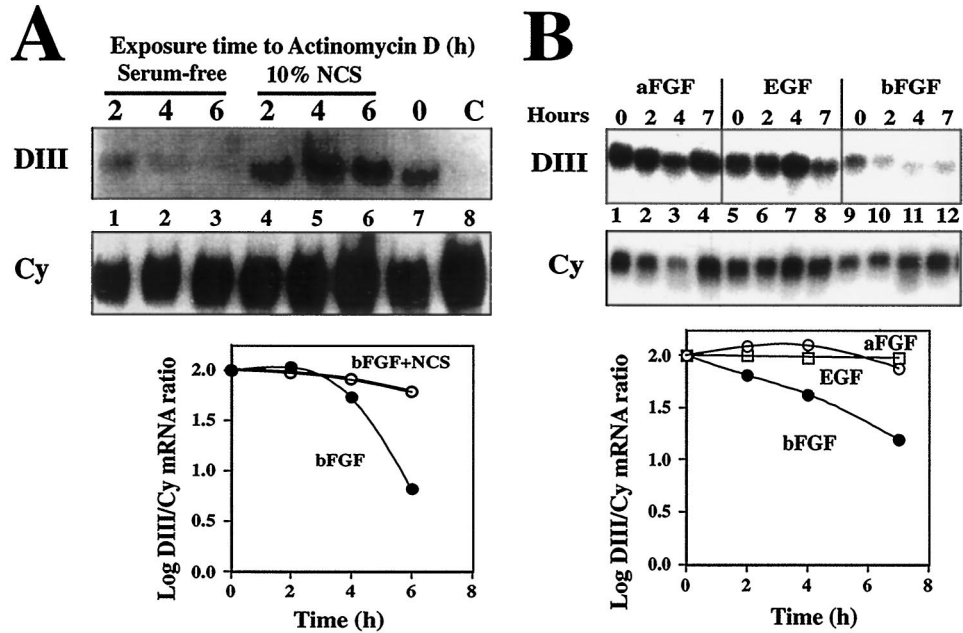 A
Exposure time to Actinomycin D (h)
Serum-free 10% NCS
2 4 6 2 4 6 0 C
DIII
1 2 3 4 5 6 7 8
Cy
Log DIII/Cy mRNA ratio
2.0
1.5
1.0
0.5
0.0
bFGF+NCS
bFGF
0 2 4 6 8
Time (h)
B
aFGF EGF bFGF
Hours 0 2 4 7 0 2 4 7 0 2 4 7
DIII
1 2 3 4 5 6 7 8 9 10 11 12
Cy
Log DIII/Cy mRNA ratio
2.0
1.5
1.0
0.5
0.0
aFGF
EGF
bFGF
0 2 4 6 8
Time (h)